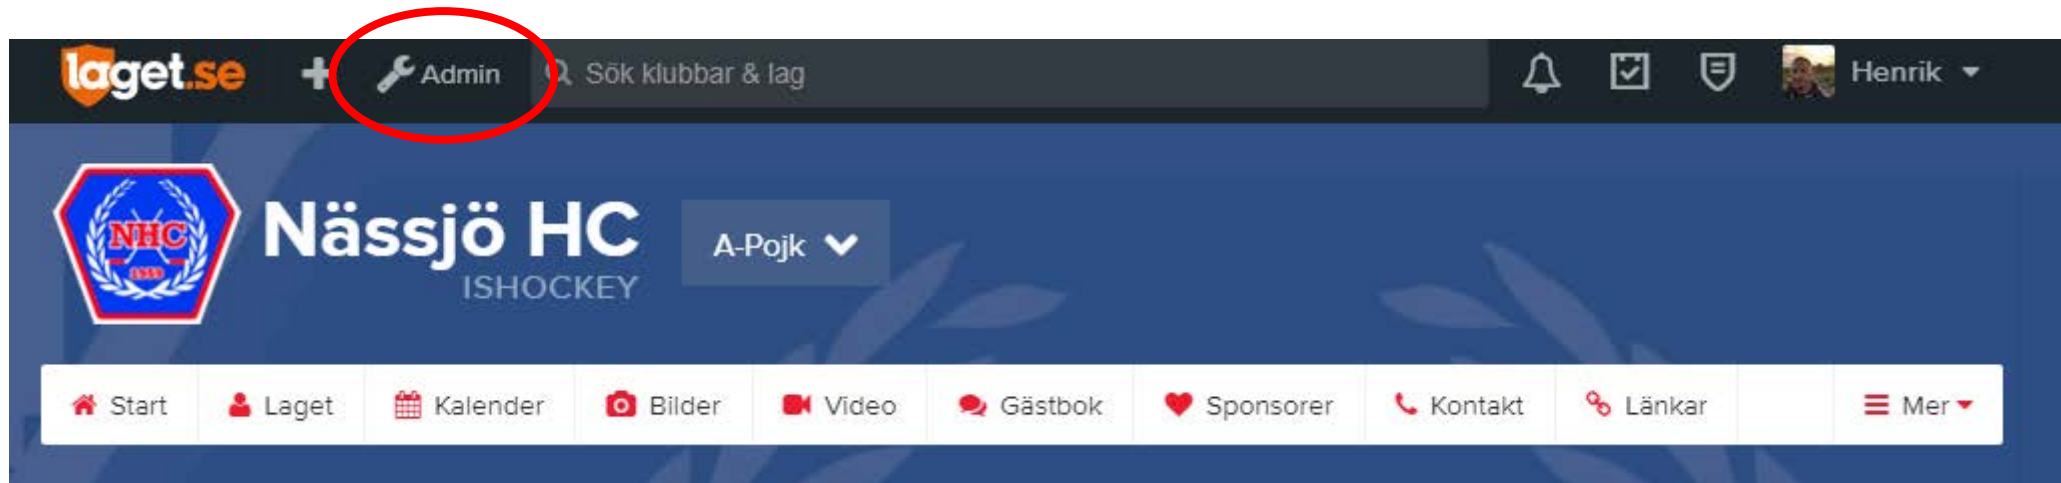 laget.se Admin Sök klubbar & lag Henrik
NHC
1959
Nässjö HC
A-Pojk
ISHOCKEY
Start Laget Kalender Bilder Video Gästbok Sponsorer Kontakt Länkar Mer